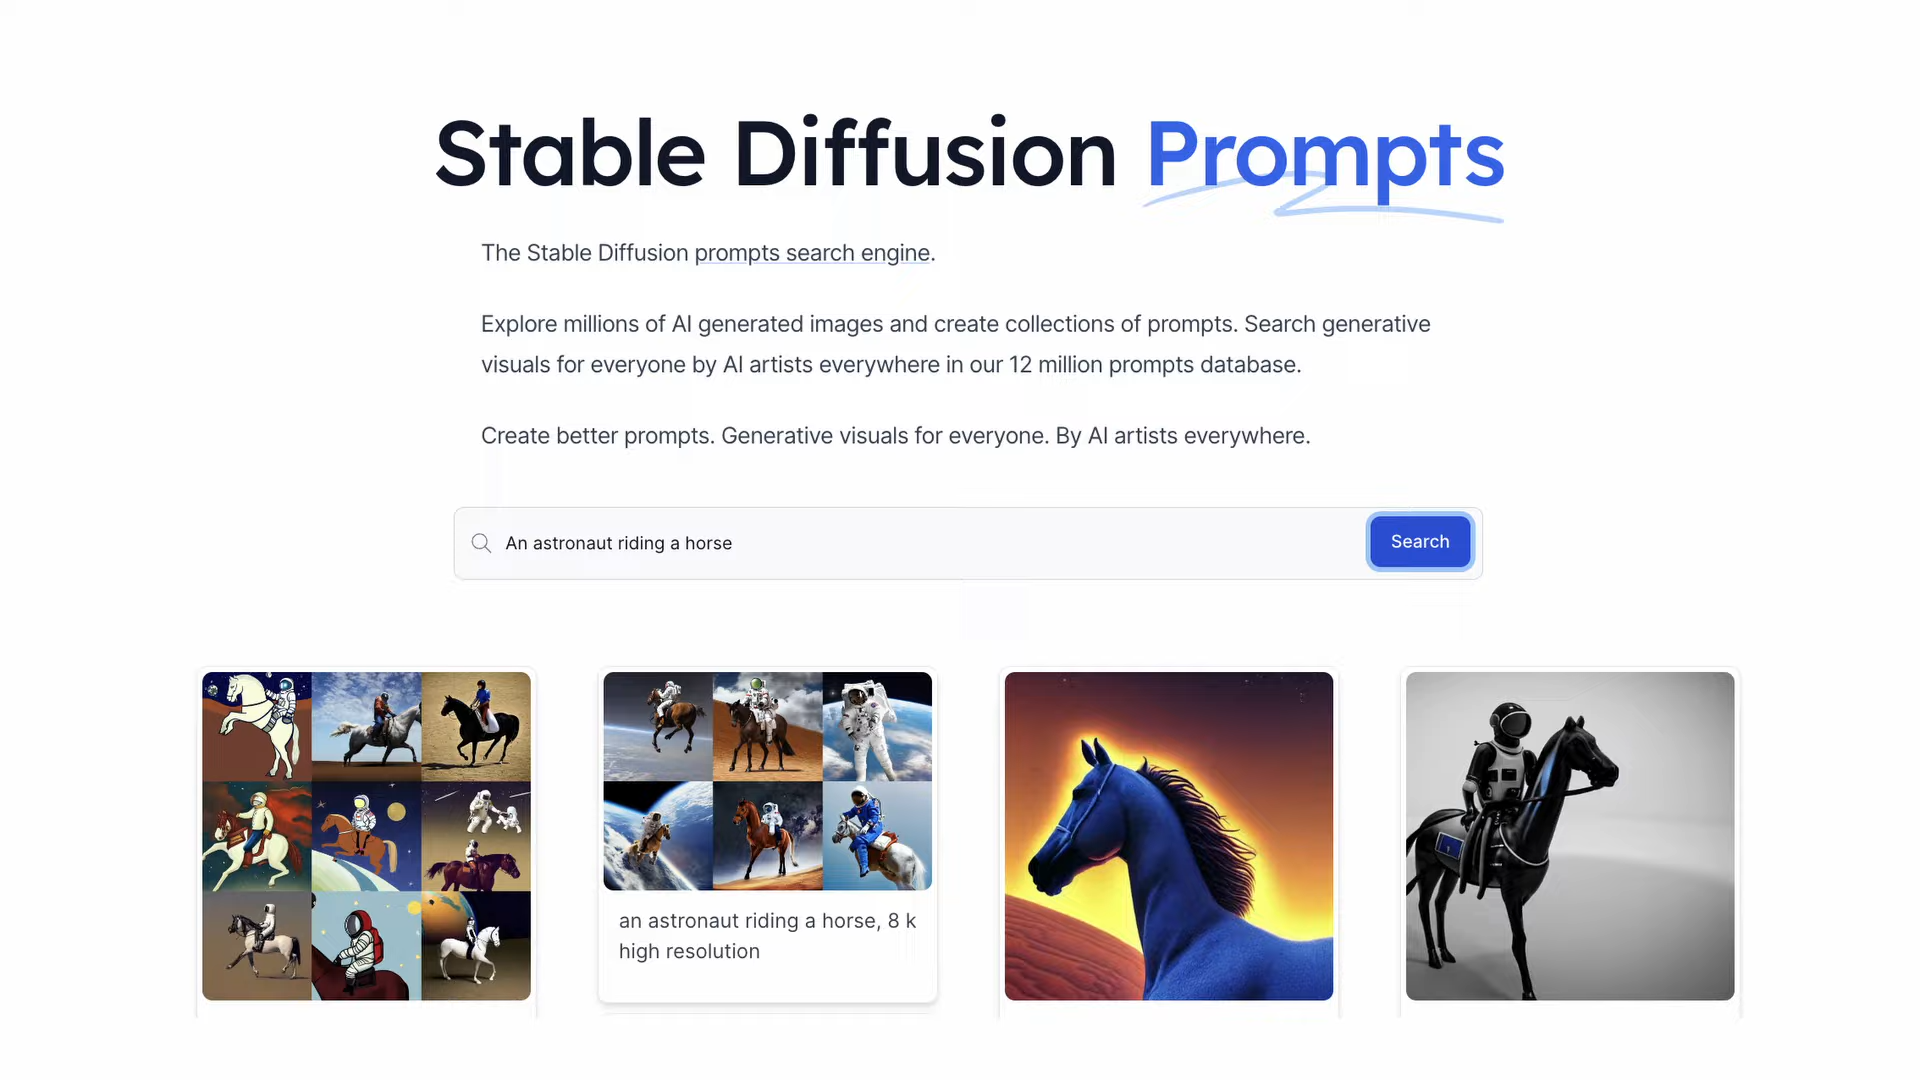 Stable Diffusion Prompts
The Stable Diffusion prompts search engine.
Explore millions of AI generated images and create collections of prompts. Search generative
visuals for everyone by AI artists everywhere in our 12 million prompts database.
Create better prompts. Generative visuals for everyone. By AI artists everywhere.
An astronaut riding a horse
Search
an astronaut riding a horse, 8 k
high resolution